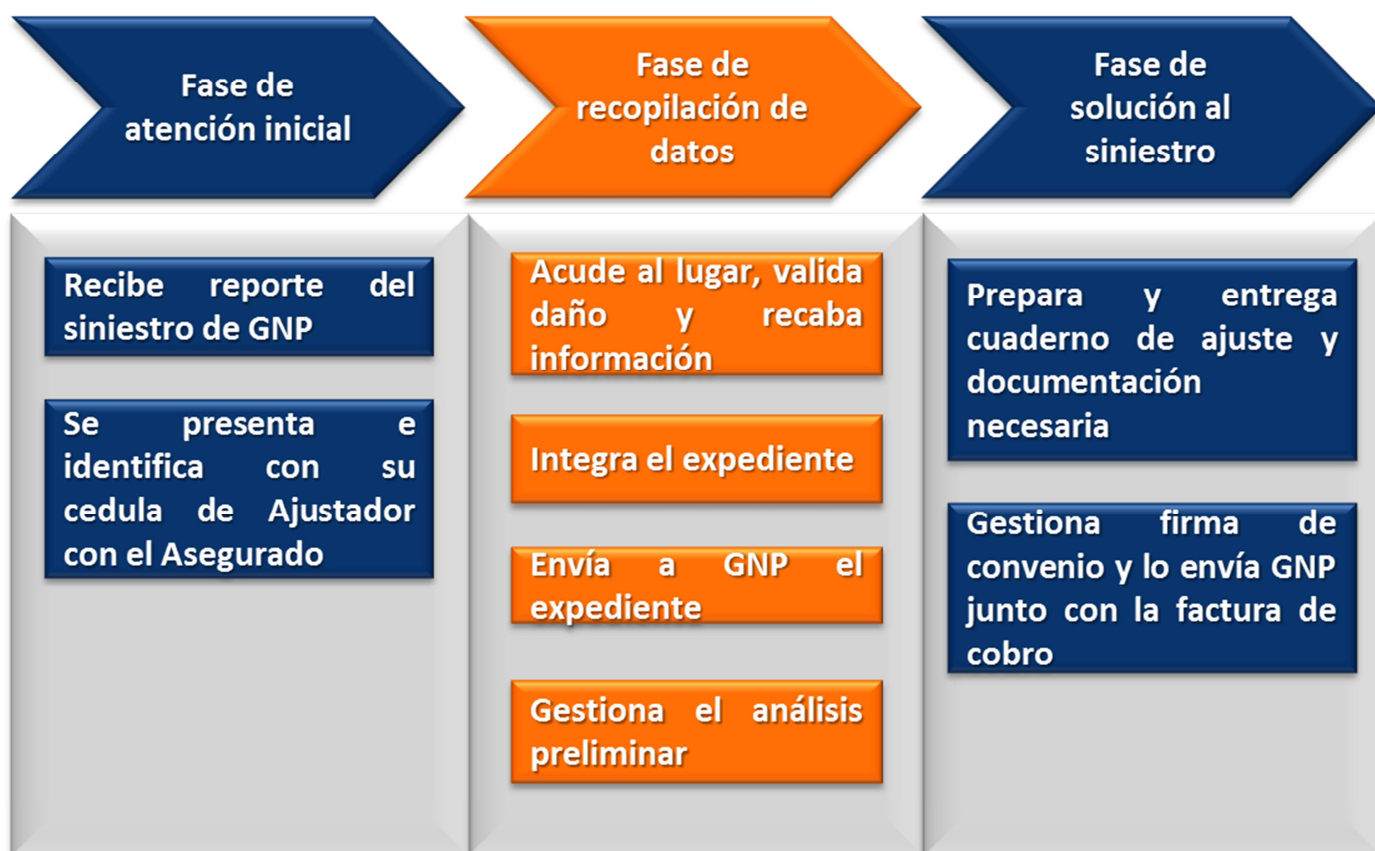 Fase de
atención inicial
Fase de
recopilación de
datos
Fase de
solución al
siniestro
Recibe reporte del
siniestro de GNP
Se presenta e
identifica con su
cedula de Ajustador
con el Asegurado
Acude al lugar, valida
daño y recaba
información
Integra el expediente
Envía a GNP el
expediente
Gestiona el análisis
preliminar
Prepara y entrega
cuaderno de ajuste y
documentación
necesaria
Gestiona firma de
convenio y lo envía GNP
junto con la factura de
cobro